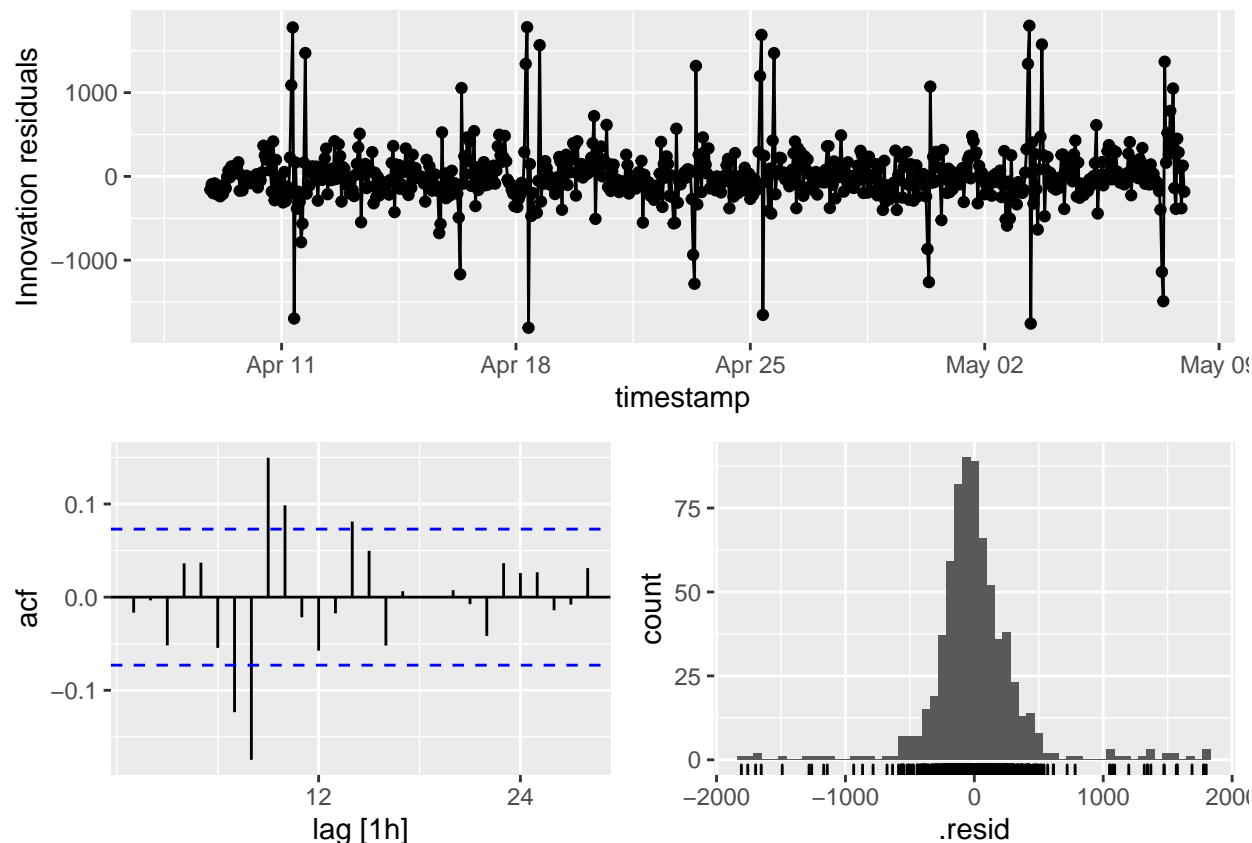 Innovation residuals
1000
0
−1000
Apr 11
Apr 18
Apr 25
May 02
May 09
timestamp
acf
0.1
0.0
−0.1
12
24
lag [1h]
count
75
50
25
0
−2000
−1000
0
1000
2000
.resid